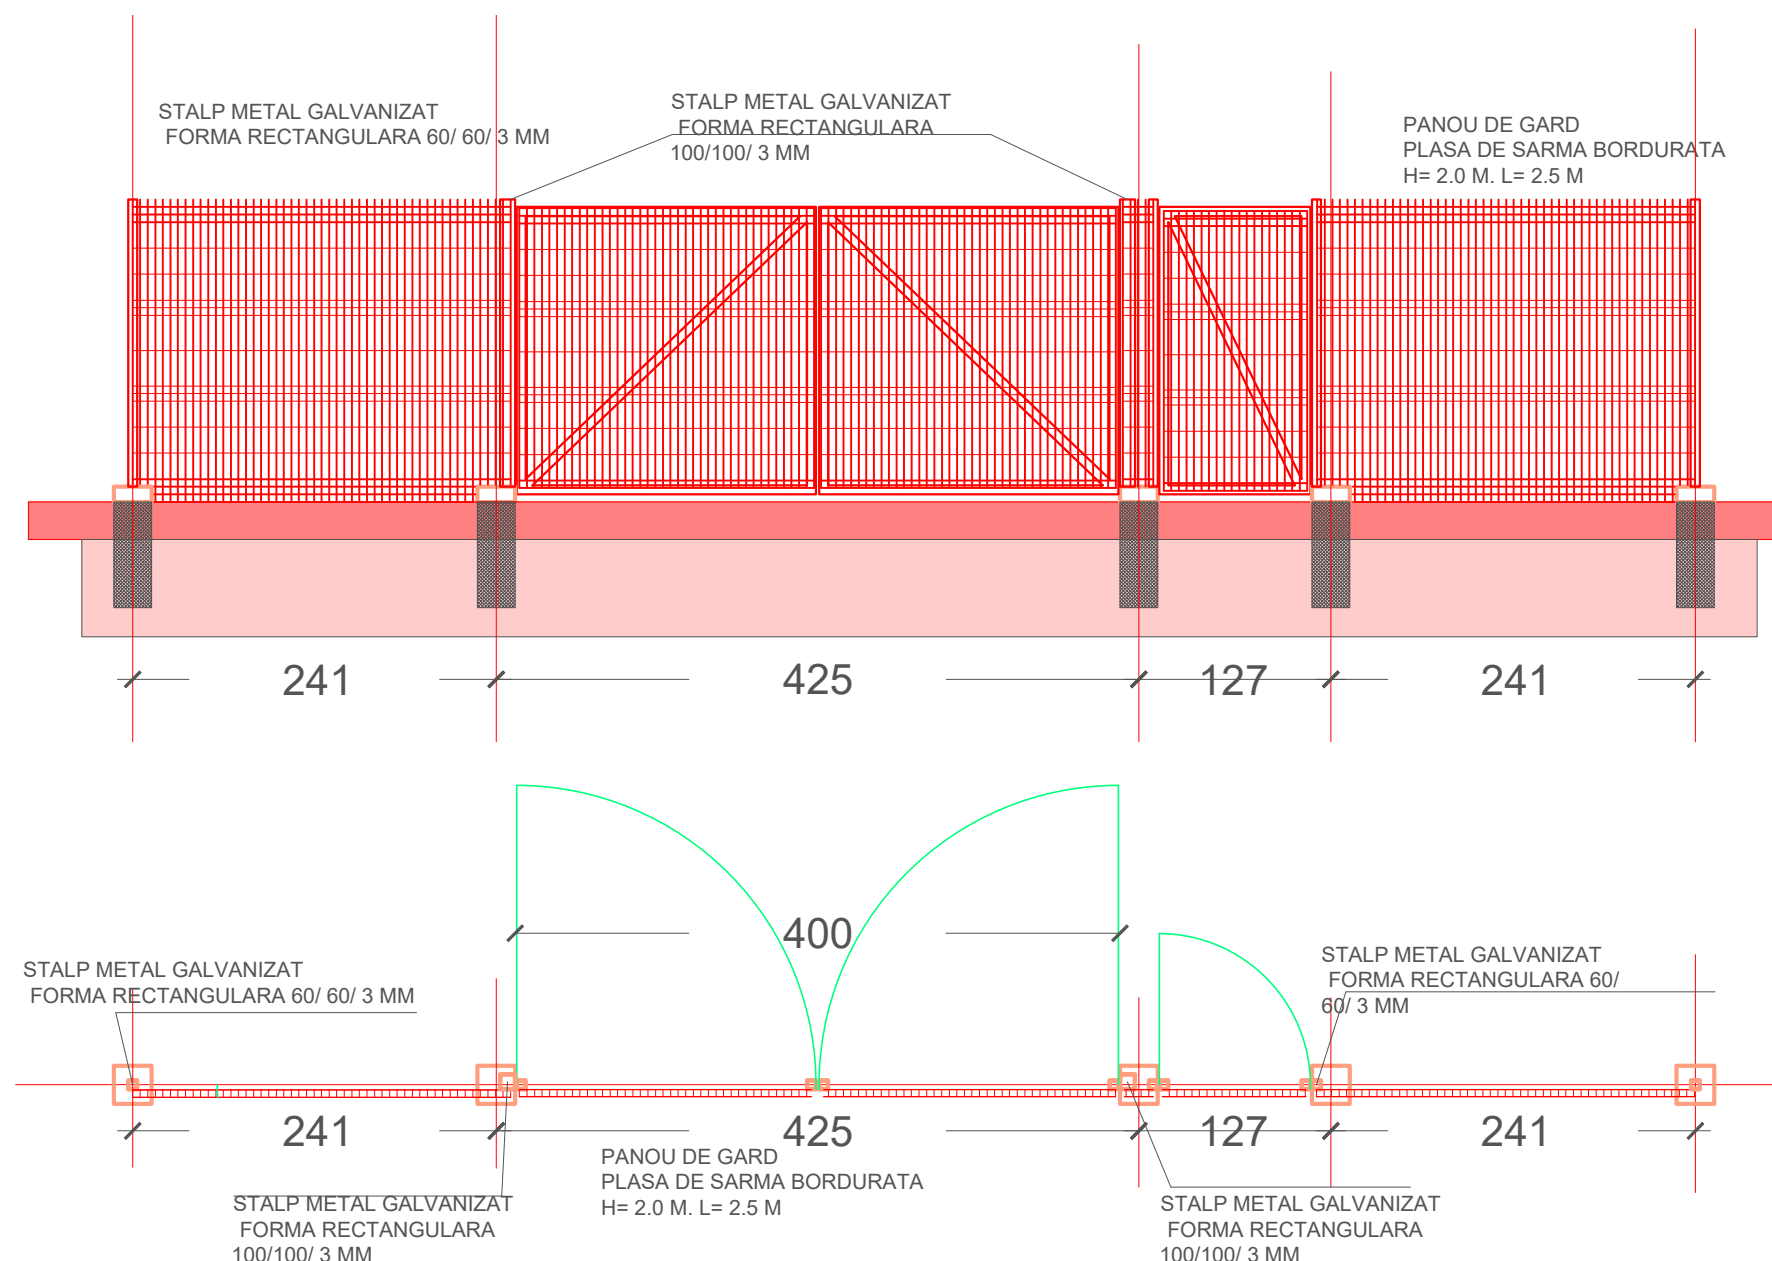 STALP METAL GALVANIZAT
FORMA RECTANGULARA 60/ 60/ 3 MM
STALP METAL GALVANIZAT
FORMA RECTANGULARA
100/100/ 3 MM
PANOU DE GARD
PLASA DE SARMA BORDURATA
H= 2.0 M. L= 2.5 M
241
425
127
241
400
STALP METAL GALVANIZAT
FORMA RECTANGULARA 60/ 60/ 3 MM
STALP METAL GALVANIZAT
FORMA RECTANGULARA 60/
60/ 3 MM
241
425
127
241
STALP METAL GALVANIZAT
FORMA RECTANGULARA
100/100/ 3 MM
PANOU DE GARD
PLASA DE SARMA BORDURATA
H= 2.0 M. L= 2.5 M
STALP METAL GALVANIZAT
FORMA RECTANGULARA
100/100/ 3 MM